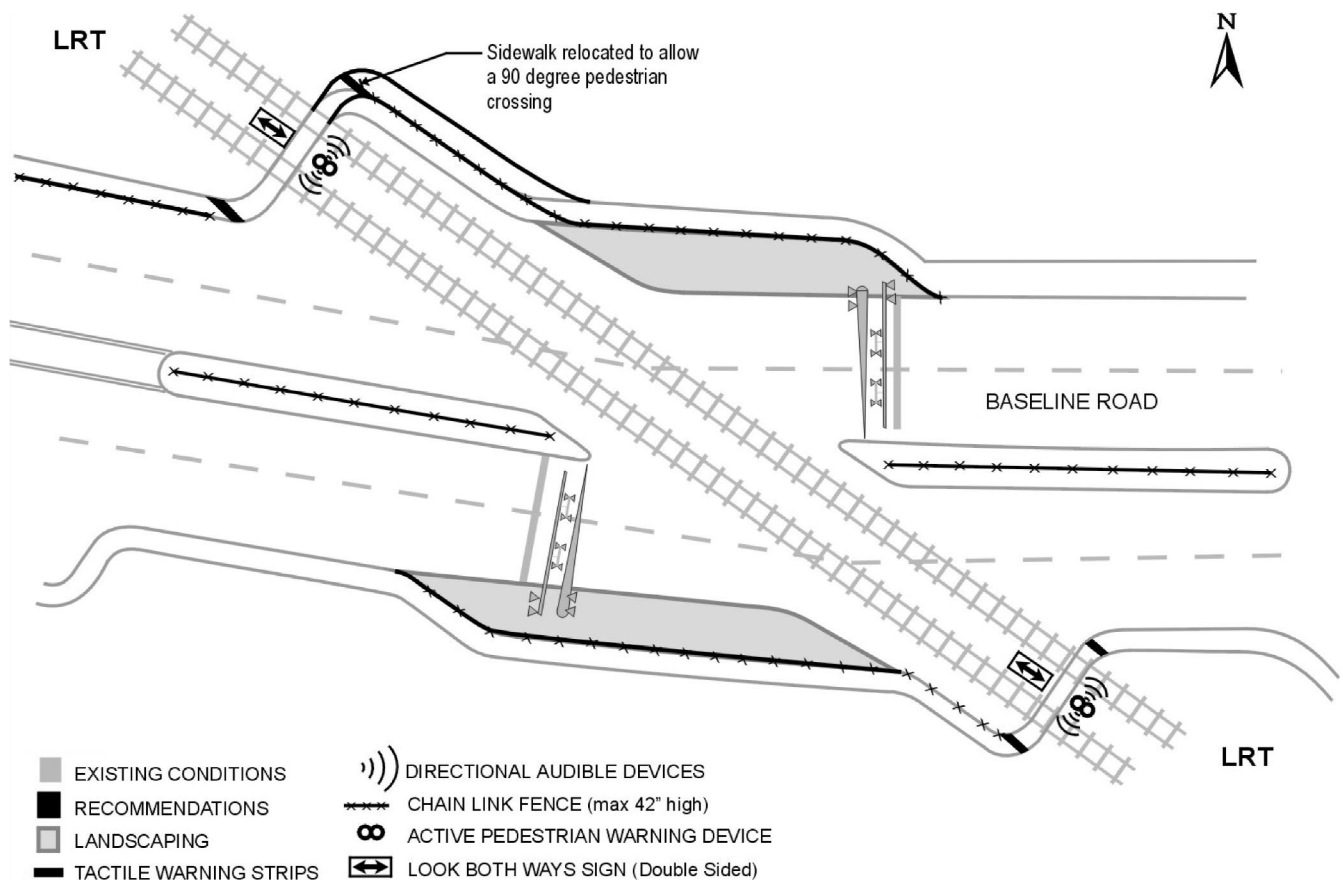 LRT
N
Sidewalk relocated to allow
a 90 degree pedestrian
crossing
BASELINE ROAD
LRT
EXISTING CONDITIONS
RECOMMENDATIONS
LANDSCAPING
TACTILE WARNING STRIPS
DIRECTIONAL AUDIBLE DEVICES
CHAIN LINK FENCE (max 42" high)
ACTIVE PEDESTRIAN WARNING DEVICE
LOOK BOTH WAYS SIGN (Double Sided)